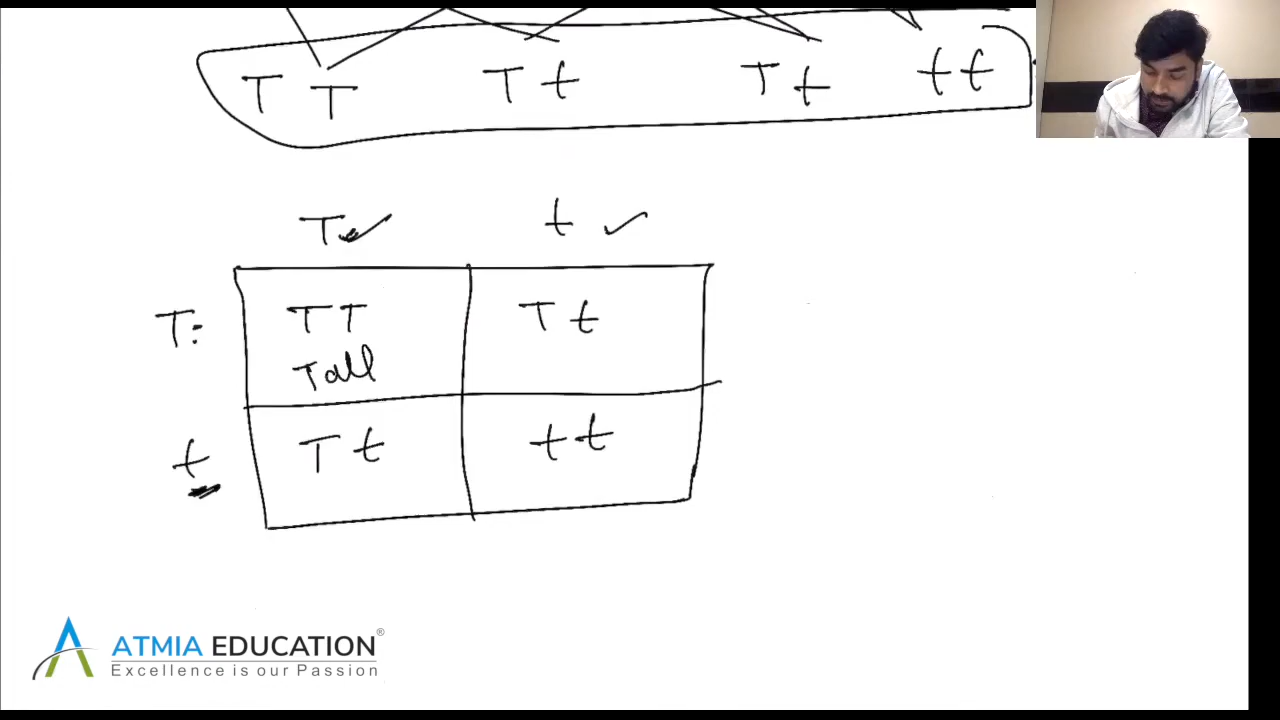 T T T t T t t t
T t
T: T T T t
Tall
t T t t t
ATMIA EDUCATION®
Excellence is our Passion